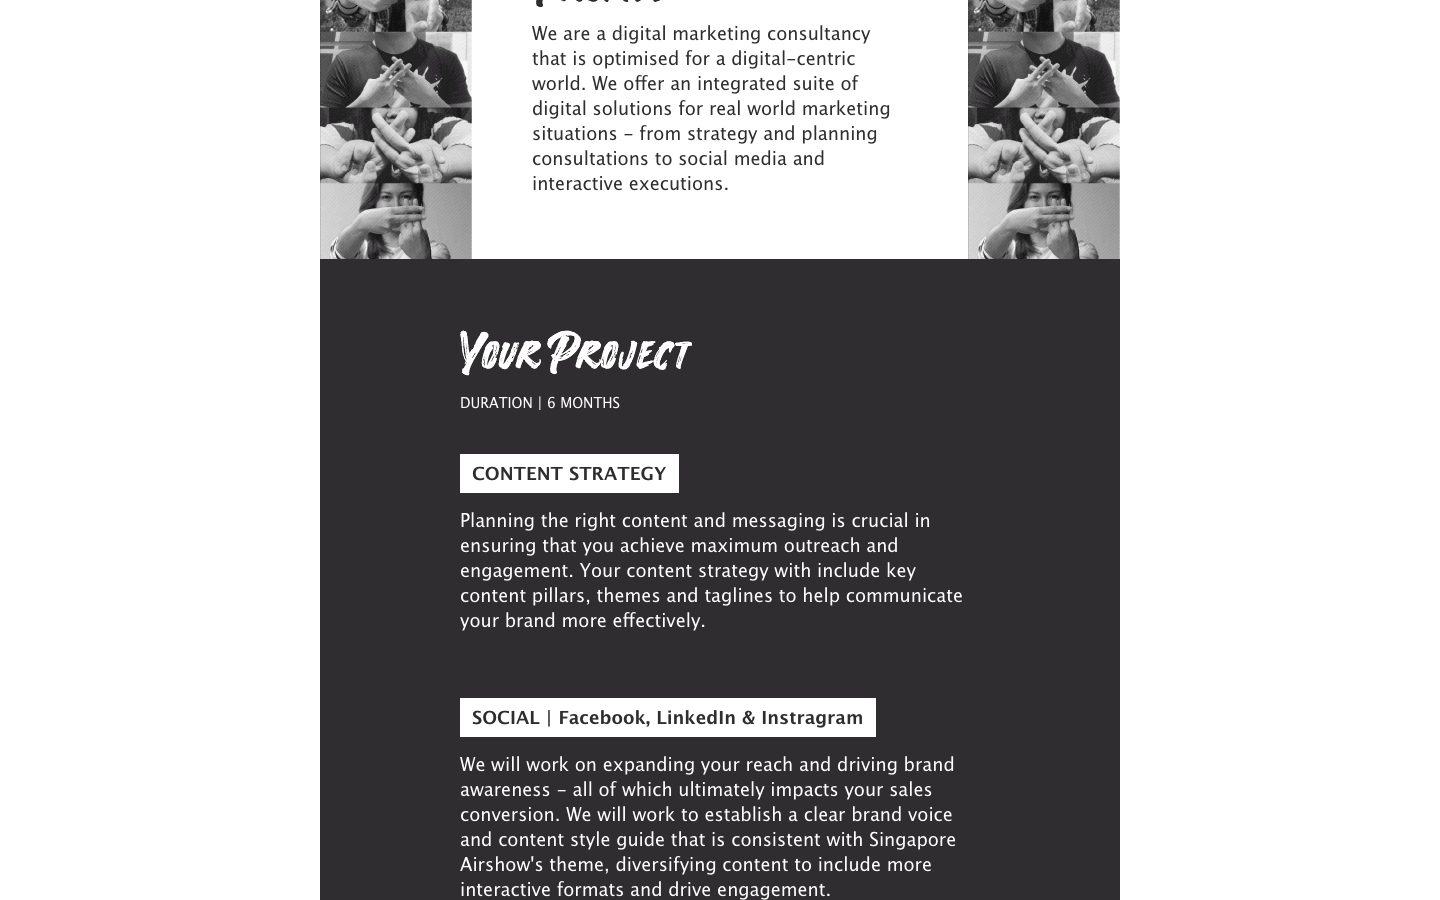 We are a digital marketing consultancy
that is optimised for a digital-centric
world. We offer an integrated suite of
digital solutions for real world marketing
situations – from strategy and planning
consultations to social media and
interactive executions.
YOUR PROJECT
DURATION | 6 MONTHS
CONTENT STRATEGY
Planning the right content and messaging is crucial in
ensuring that you achieve maximum outreach and
engagement. Your content strategy with include key
content pillars, themes and taglines to help communicate
your brand more effectively.
SOCIAL | Facebook, LinkedIn & Instragram
We will work on expanding your reach and driving brand
awareness – all of which ultimately impacts your sales
conversion. We will work to establish a clear brand voice
and content style guide that is consistent with Singapore
Airshow's theme, diversifying content to include more
interactive formats and drive engagement.